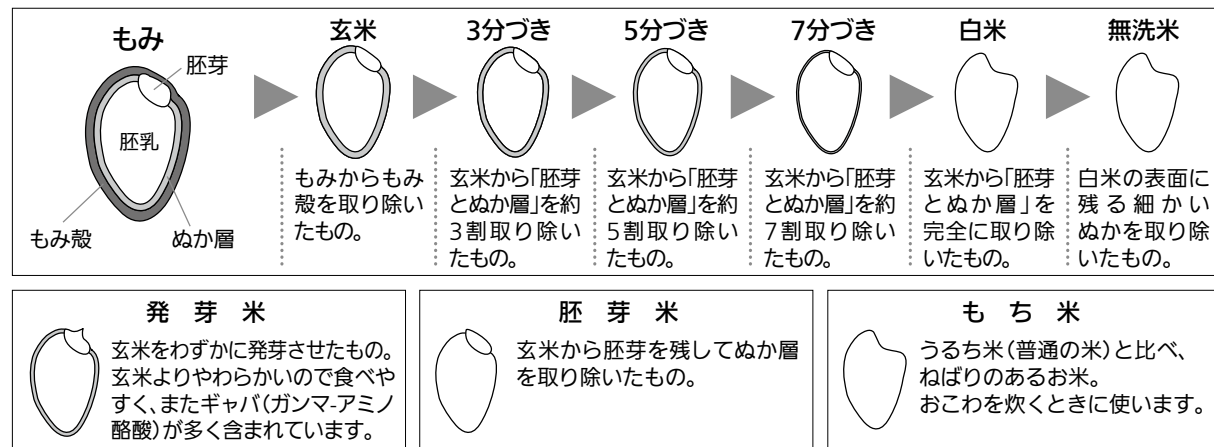 もみ
胚芽
胚乳
もみ殻
ぬか層
玄米
もみからもみ
殻を取り除い
たもの。
3分づき
玄米から「胚芽
とぬか層」を約
3割取り除い
たもの。
5分づき
玄米から「胚芽
とぬか層」を約
5割取り除い
たもの。
7分づき
玄米から「胚芽
とぬか層」を約
7割取り除い
たもの。
白米
玄米から「胚芽
とぬか層」を
完全に取り除
いたもの。
無洗米
白米の表面に
残る細かい
ぬかを取り除
いたもの。
発芽米
玄米をわずかに発芽させたもの。
玄米よりやわらかいので食べや
すく、またギャバ(ガンマ-アミノ
酪酸)が多く含まれています。
胚芽米
玄米から胚芽を残してぬか層
を取り除いたもの。
もち米
うるち米(普通の米)と比べ、
ねばりのあるお米。
おこわを炊くときに使います。